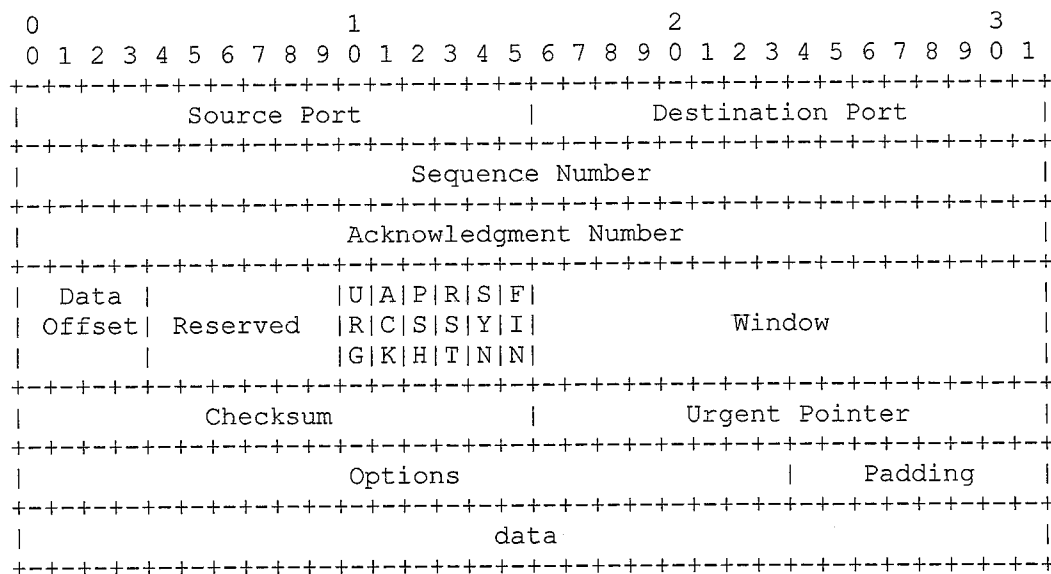 0                   1                   2                   3
 0 1 2 3 4 5 6 7 8 9 0 1 2 3 4 5 6 7 8 9 0 1 2 3 4 5 6 7 8 9 0 1
+-+-+-+-+-+-+-+-+-+-+-+-+-+-+-+-+-+-+-+-+-+-+-+-+-+-+-+-+-+-+-+-+
|          Source Port          |       Destination Port        |
+-+-+-+-+-+-+-+-+-+-+-+-+-+-+-+-+-+-+-+-+-+-+-+-+-+-+-+-+-+-+-+-+
|                        Sequence Number                        |
+-+-+-+-+-+-+-+-+-+-+-+-+-+-+-+-+-+-+-+-+-+-+-+-+-+-+-+-+-+-+-+-+
|                    Acknowledgment Number                      |
+-+-+-+-+-+-+-+-+-+-+-+-+-+-+-+-+-+-+-+-+-+-+-+-+-+-+-+-+-+-+-+-+
|  Data |           |U|A|P|R|S|F|                               |
| Offset| Reserved  |R|C|S|S|Y|I|            Window             |
|       |           |G|K|H|T|N|N|                               |
+-+-+-+-+-+-+-+-+-+-+-+-+-+-+-+-+-+-+-+-+-+-+-+-+-+-+-+-+-+-+-+-+
|           Checksum            |         Urgent Pointer        |
+-+-+-+-+-+-+-+-+-+-+-+-+-+-+-+-+-+-+-+-+-+-+-+-+-+-+-+-+-+-+-+-+
|                    Options                    |    Padding    |
+-+-+-+-+-+-+-+-+-+-+-+-+-+-+-+-+-+-+-+-+-+-+-+-+-+-+-+-+-+-+-+-+
|                             data                              |
+-+-+-+-+-+-+-+-+-+-+-+-+-+-+-+-+-+-+-+-+-+-+-+-+-+-+-+-+-+-+-+-+